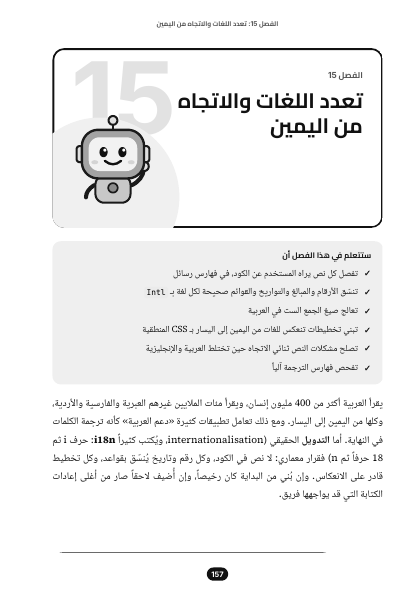 الفصل 15: تعدد اللغات والاتجاه من اليمين
15
الفصل 15
تعدد اللغات والاتجاه
من اليمين
ستتعلم في هذا الفصل أن
✔ تفصل كل نص يراه المستخدم عن الكود، في فهارس رسائل
✔ تنسّق الأرقام والمبالغ والتواريخ والقوائم صحيحة لكل لغة بـ Intl
✔ تعالج صيغ الجمع الست في العربية
✔ تبني تخطيطات تنعكس للغات من اليمين إلى اليسار بـ CSS المنطقية
✔ تصلح مشكلات النص ثنائي الاتجاه حين تختلط العربية والإنجليزية
✔ تفحص فهارس الترجمة آلياً
يقرأ العربية أكثر من 400 مليون إنسان، ويقرأ مئات الملايين غيرهم العبرية والفارسية والأردية،
وكلها من اليمين إلى اليسار. ومع ذلك تعامل تطبيقات كثيرة «دعم العربية» كأنه ترجمة الكلمات
في النهاية. أما التدويل الحقيقي (internationalisation، ويُكتب كثيراً i18n: حرف i ثم
18 حرفاً ثم n) فقرار معماري: لا نص في الكود، وكل رقم وتاريخ يُنسّق بقواعد، وكل تخطيط
قادر على الانعكاس. وإن بُني من البداية كان رخيصاً، وإن أُضيف لاحقاً صار من أغلى إعادات
الكتابة التي قد يواجهها فريق.
157